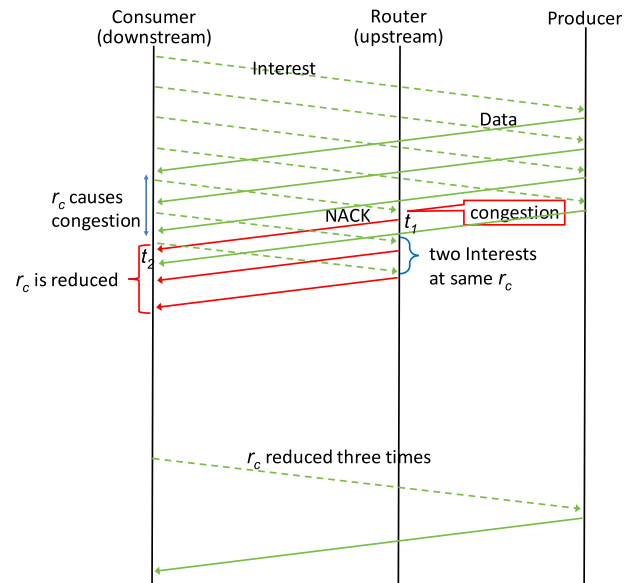 Consumer
(downstream)
Router
(upstream)
Producer
Interest
Data
r_c causes
congestion
NACK
t_1
congestion
t_2
two Interests
at same r_c
r_c is reduced
r_c reduced three times